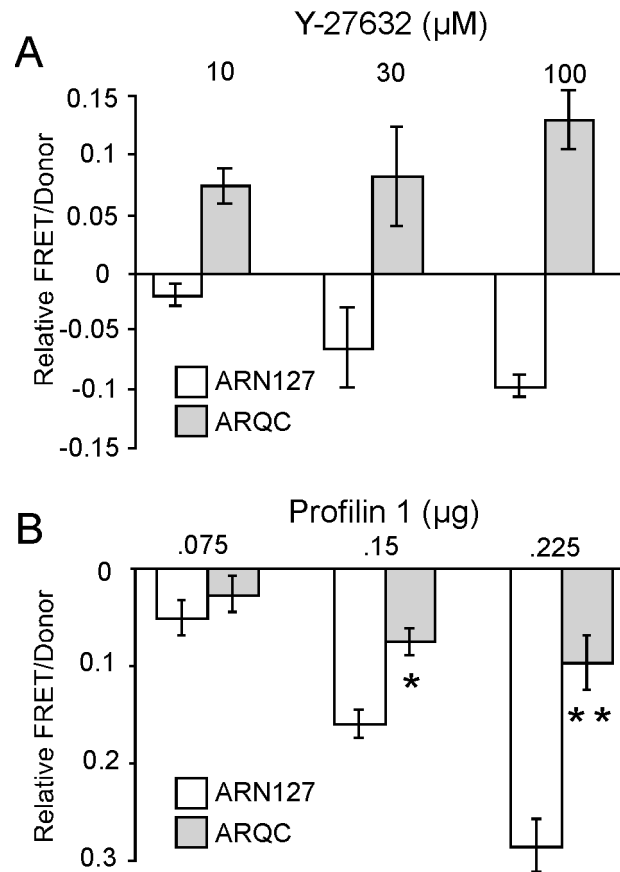 Y-27632 (µM)
A
10 30 100
Relative FRET/Donor
0.15
0.1
0.05
0
-0.05
-0.1
-0.15
ARN127
ARQC
B
Profilin 1 (µg)
.075 .15 .225
Relative FRET/Donor
0
0.1
0.2
0.3
*
* *
ARN127
ARQC